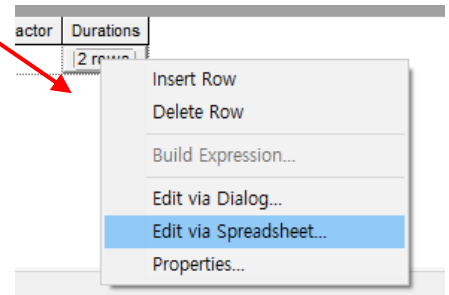 actor Durations
2 rows
Insert Row
Delete Row
Build Expression...
Edit via Dialog...
Edit via Spreadsheet...
Properties...